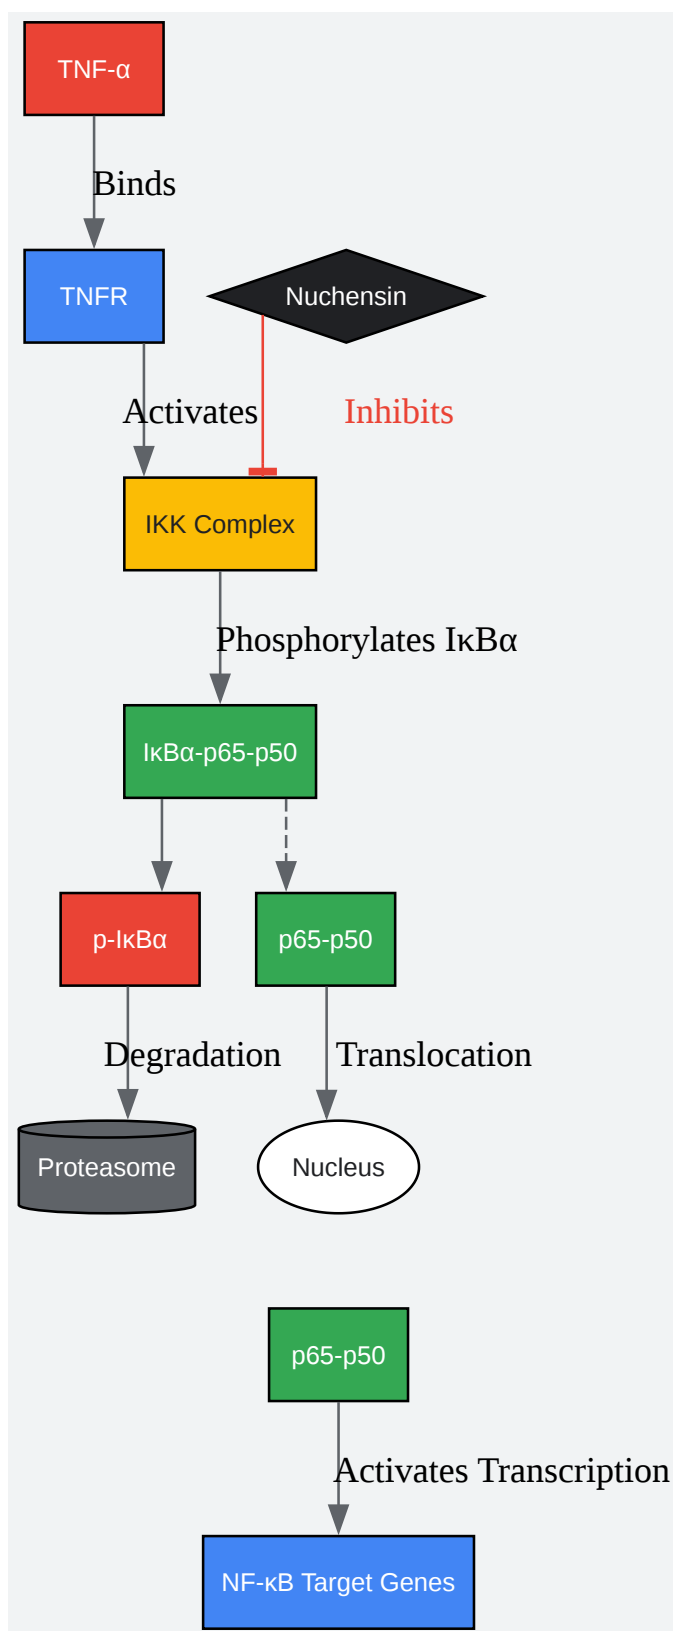 TNF-α
Binds
TNFR
Nuchensin
Activates
Inhibits
IKK Complex
Phosphorylates IκBα
IκBα-p65-p50
p-IκBα
p65-p50
Degradation
Translocation
Proteasome
Nucleus
p65-p50
Activates Transcription
NF-κB Target Genes